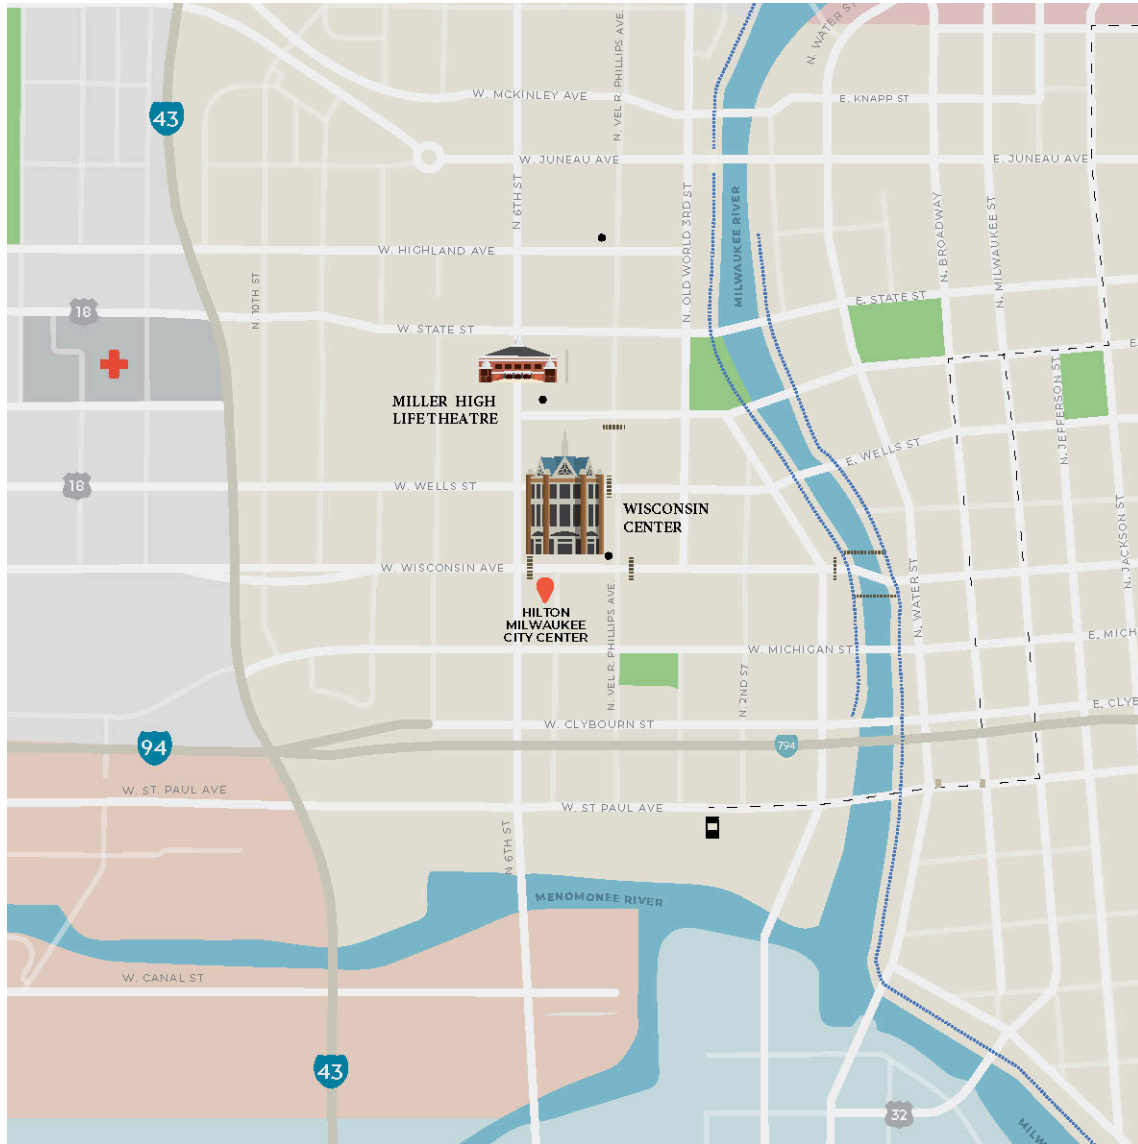 N. WATER ST
N. VEL R. PHILLIPS AVE.
W. MCKINLEY AVE
E. KNAPP ST
43
W. JUNEAU AVE
E. JUNEAU AVE
N 6TH ST
N. OLD WORLD 3RD ST
MILWAUKEE RIVER
N. BROADWAY
N. MILWAUKEE ST
W. HIGHLAND AVE
N. 10TH ST
E. STATE ST
18
W. STATE ST
E.
MILLER HIGH
LIFE THEATRE
N. JEFFERSON ST
E. WELLS ST
18
W. WELLS ST
WISCONSIN
CENTER
N. JACKSON ST
W. WISCONSIN AVE
N. WATER ST
HILTON
MILWAUKEE
CITY CENTER
N. VEL R. PHILLIPS AVE.
E. MICH
W. MICHIGAN ST
N. 2ND ST
E. CLYB
W. CLYBOURN ST
94
794
W. ST. PAUL AVE
W. ST PAUL AVE
N 6TH ST
MENOMONEE RIVER
W. CANAL ST
43
32
MILW